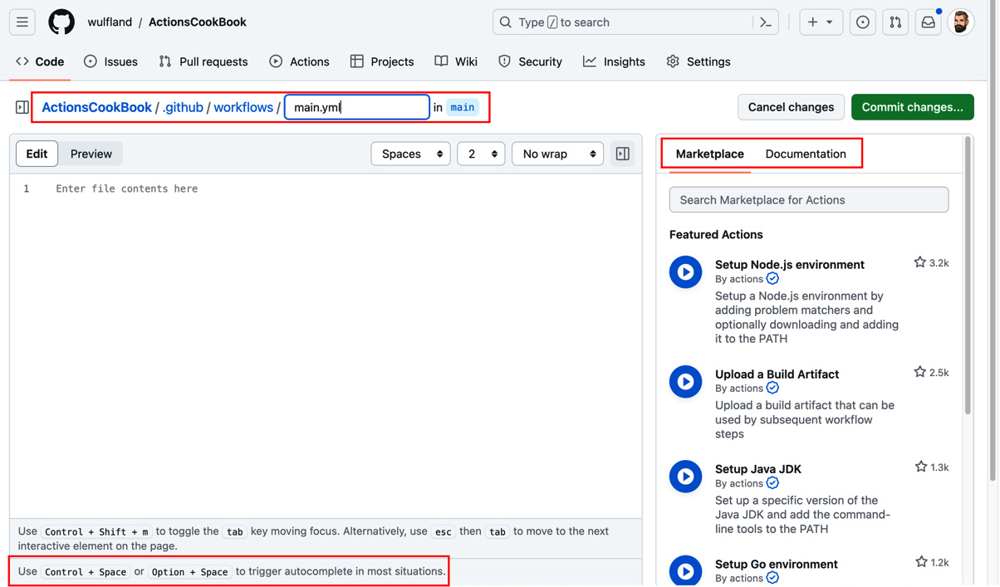 wulfland / ActionsCookBook
Type / to search
Code Issues Pull requests Actions Projects Wiki Security Insights Settings
ActionsCookBook / .github / workflows / main.yml in main
Cancel changes Commit changes...
Edit Preview Spaces 2 No wrap
1 Enter file contents here
Use Control + Shift + m to toggle the tab key moving focus. Alternatively, use esc then tab to move to the next
interactive element on the page.
Use Control + Space or Option + Space to trigger autocomplete in most situations.
Marketplace Documentation
Search Marketplace for Actions
Featured Actions
Setup Node.js environment 3.2k
By actions
Setup a Node.js environment by
adding problem matchers and
optionally downloading and adding
it to the PATH
Upload a Build Artifact 2.5k
By actions
Upload a build artifact that can be
used by subsequent workflow
steps
Setup Java JDK 1.3k
By actions
Set up a specific version of the
Java JDK and add the command-
line tools to the PATH
Setup Go environment 1.2k
By actions